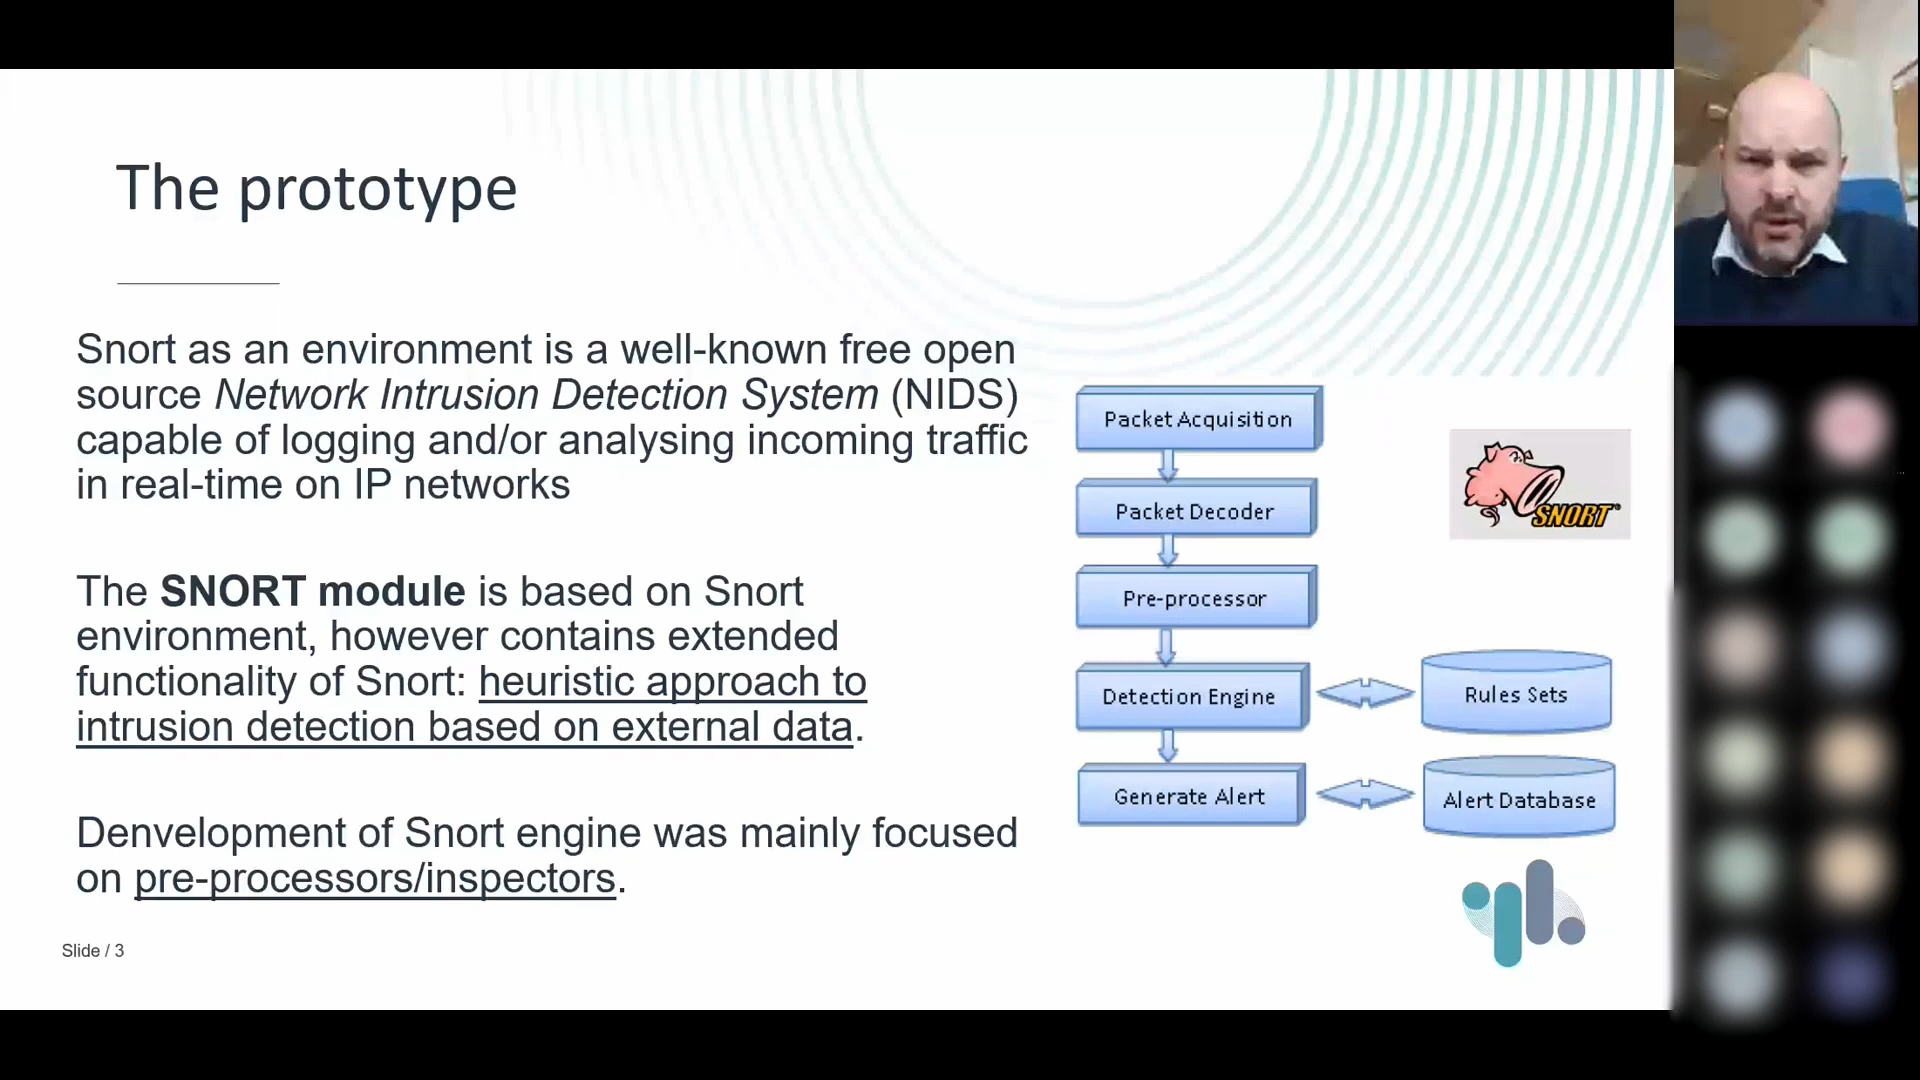 The prototype
Snort as an environment is a well-known free open
source Network Intrusion Detection System (NIDS)
capable of logging and/or analysing incoming traffic
in real-time on IP networks
The SNORT module is based on Snort
environment, however contains extended
functionality of Snort: heuristic approach to
intrusion detection based on external data.
Denvelopment of Snort engine was mainly focused
on pre-processors/inspectors.
Slide / 3
Packet Acquisition
Packet Decoder
Pre-processor
Detection Engine
Rules Sets
Generate Alert
Alert Database
SNORT